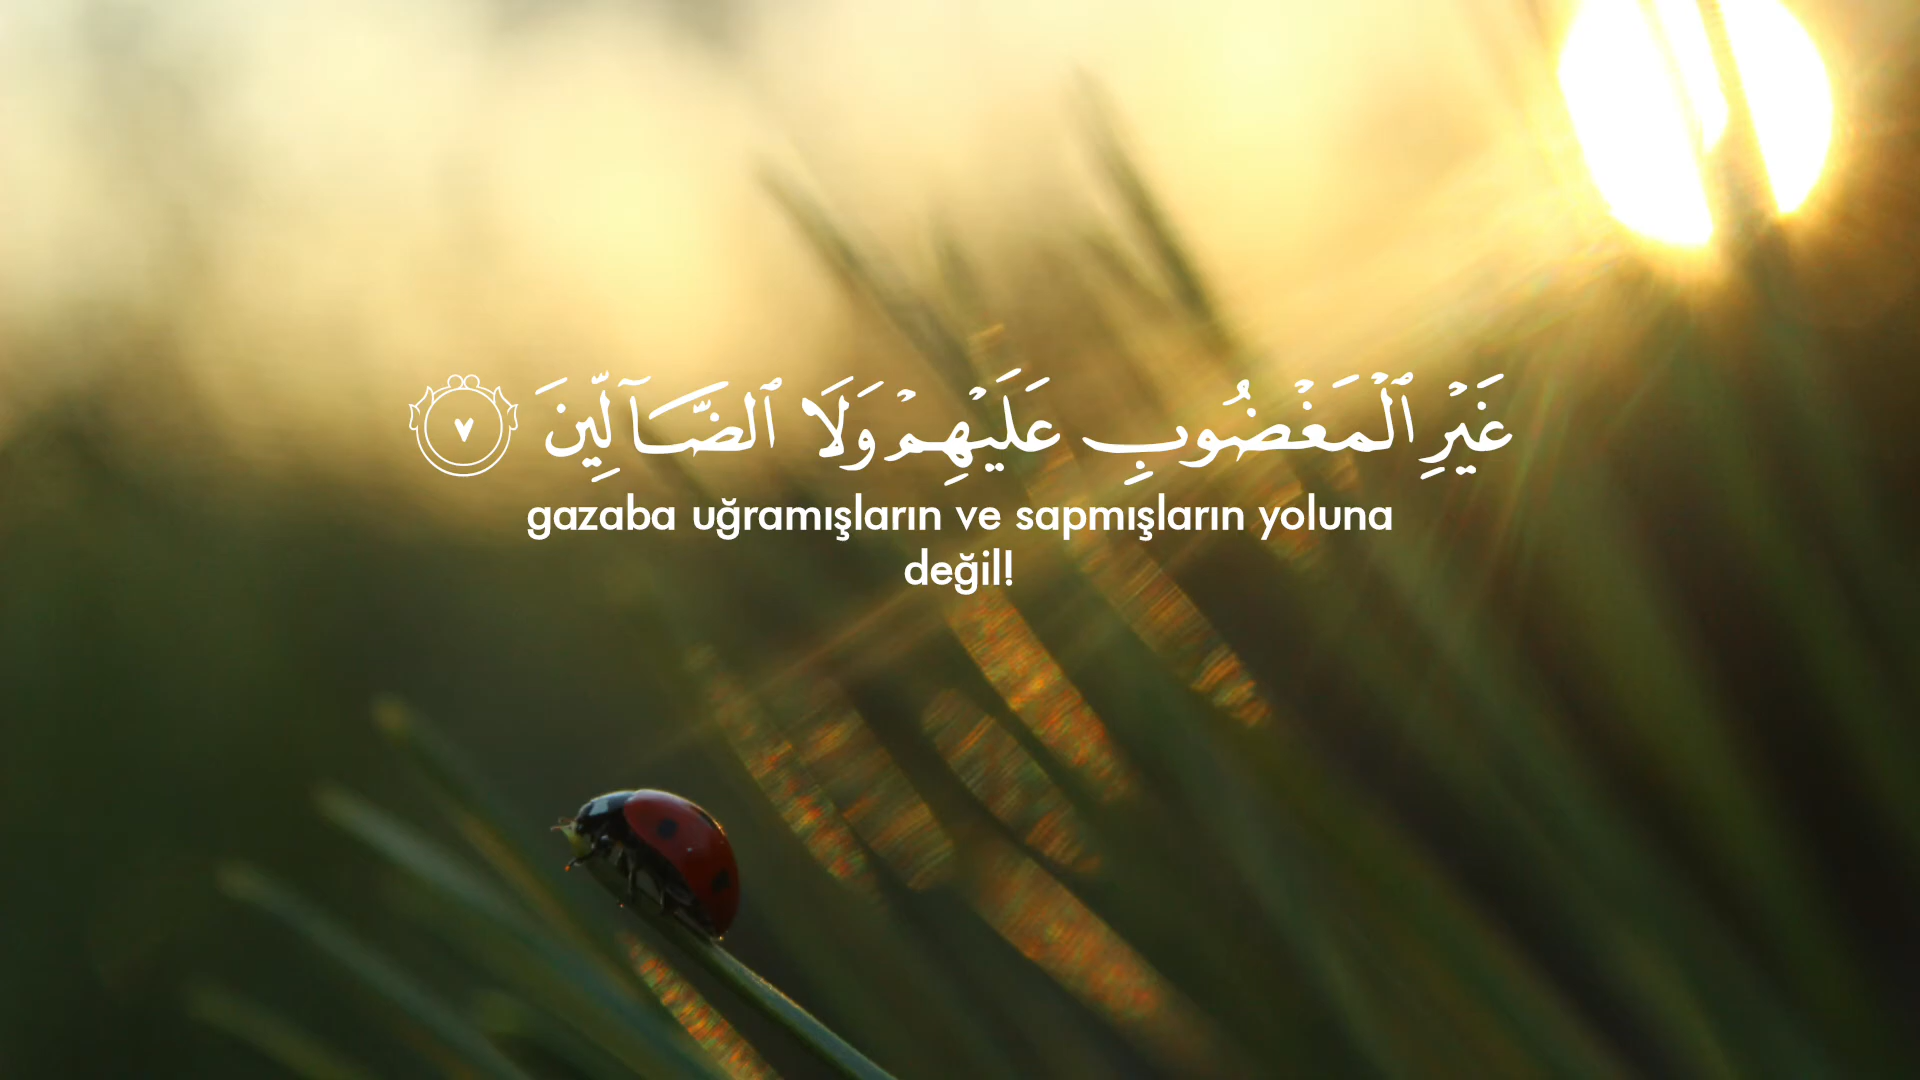 غَيْرِ ٱلْمَغْضُوبِ عَلَيْهِمْ وَلَا ٱلضَّآلِّينَ ٧
gazaba uğramışların ve sapmışların yoluna
değil!